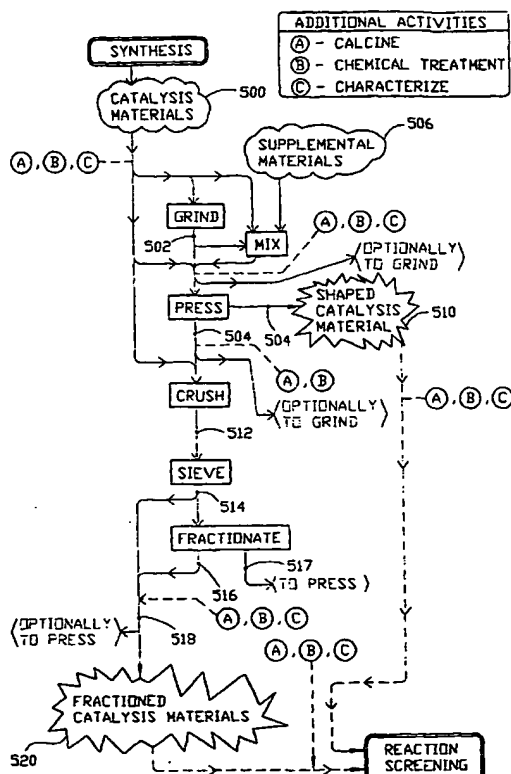 ADDITIONAL ACTIVITIES
Ⓐ - CALCINE
Ⓑ - CHEMICAL TREATMENT
Ⓒ - CHARACTERIZE
SYNTHESIS
CATALYSIS
MATERIALS
500
506
SUPPLEMENTAL
MATERIALS
Ⓐ, Ⓑ, Ⓒ
GRIND
502
MIX
Ⓐ, Ⓑ, Ⓒ
⟨OPTIONALLY
TO GRIND⟩
PRESS
504
SHAPED
CATALYSIS
MATERIAL
510
504
Ⓐ, Ⓑ
Ⓐ, Ⓑ, Ⓒ
CRUSH
⟨OPTIONALLY
TO GRIND⟩
512
SIEVE
514
FRACTIONATE
517
516
⟨TO PRESS⟩
Ⓐ, Ⓑ, Ⓒ
⟨OPTIONALLY
TO PRESS⟩
518
Ⓐ, Ⓑ, Ⓒ
FRACTIONED
CATALYSIS MATERIALS
520
REACTION
SCREENING